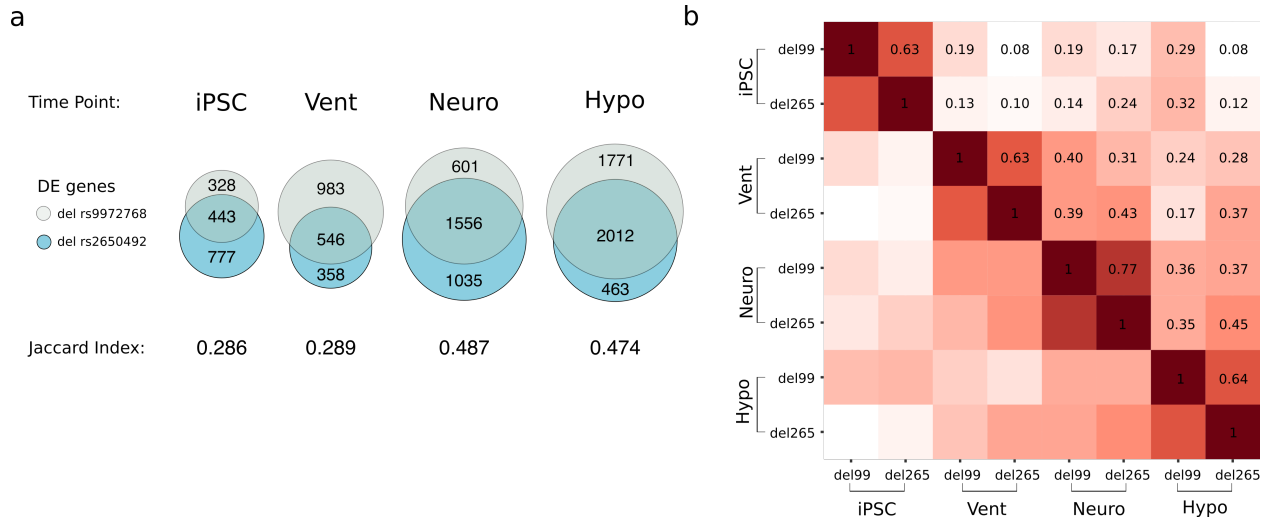 a
Time Point:
iPSC
Vent
Neuro
Hypo
DE genes
del rs9972768
del rs2650492
328
443
777
983
546
358
601
1556
1035
1771
2012
463
Jaccard Index:
0.286
0.289
0.487
0.474
b
iPSC
Vent
Neuro
Hypo
del99 1 0.63 0.19 0.08 0.19 0.17 0.29 0.08
del265 1 0.13 0.10 0.14 0.24 0.32 0.12
del99 1 0.63 0.40 0.31 0.24 0.28
del265 1 0.39 0.43 0.17 0.37
del99 1 0.77 0.36 0.37
del265 1 0.35 0.45
del99 1 0.64
del265 1
del99 del265 del99 del265 del99 del265 del99 del265
iPSC Vent Neuro Hypo